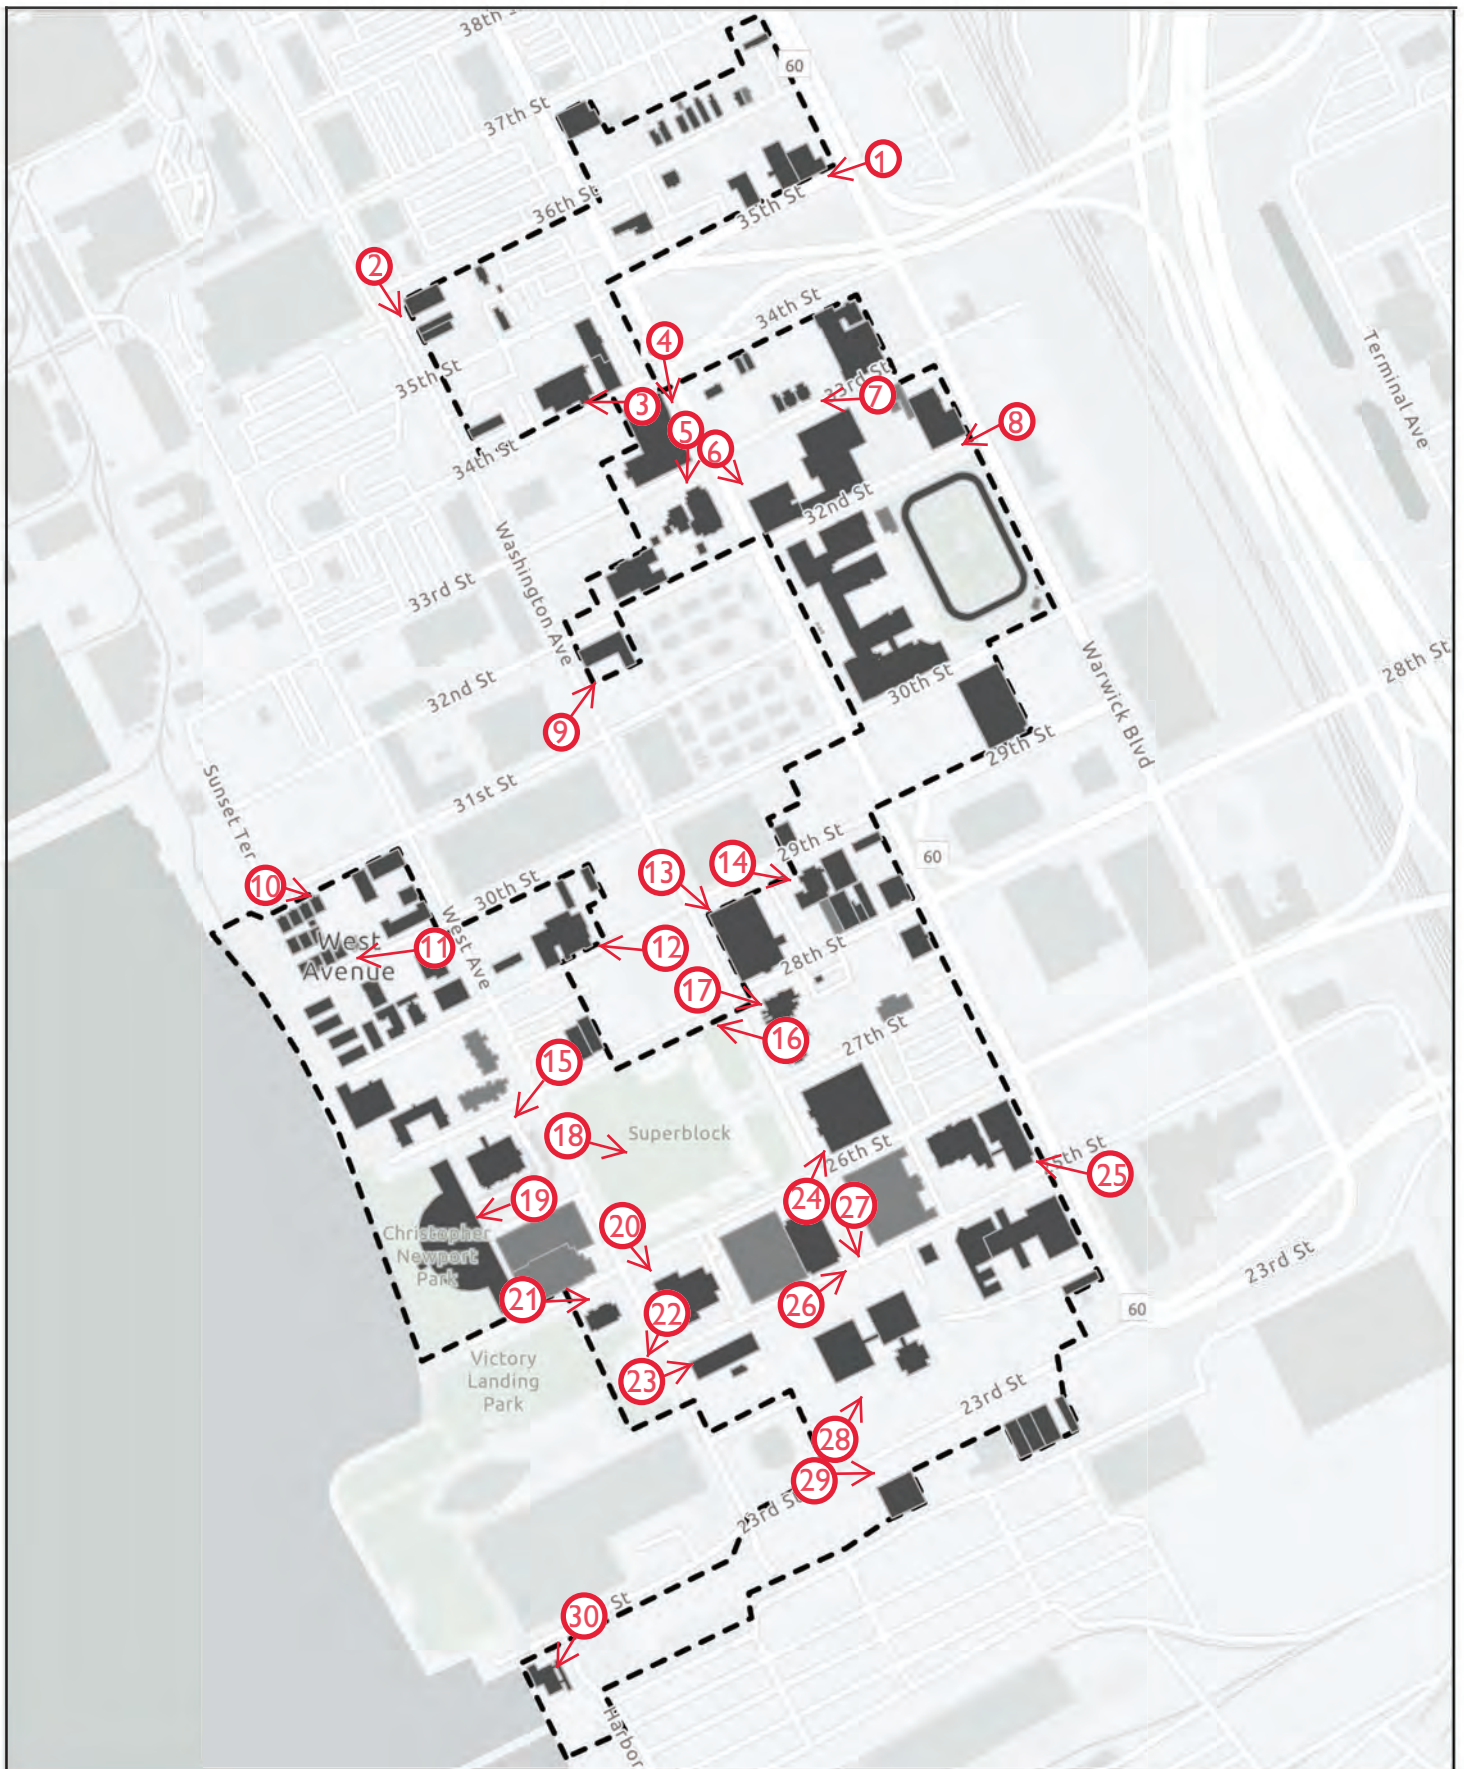 38th
60
37th St
1
36th St
35th St
2
34th St
4
35th St
33rd St
3
7
Terminal Ave
5
8
6
34th St
32nd St
Washington Ave
33rd St
Warwick Blvd
28th St
32nd St
30th St
9
29th St
31st St
Sunset Ter
29th St
60
14
13
10
30th St
West Ave
West
Avenue
11
12
28th St
17
16
27th St
15
18
Superblock
26th St
25
19
24
27
Christopher
Newport
Park
20
23rd St
21
26
22
60
Victory
Landing
Park
23
23rd St
28
29
23rd St
30
St
Harbor